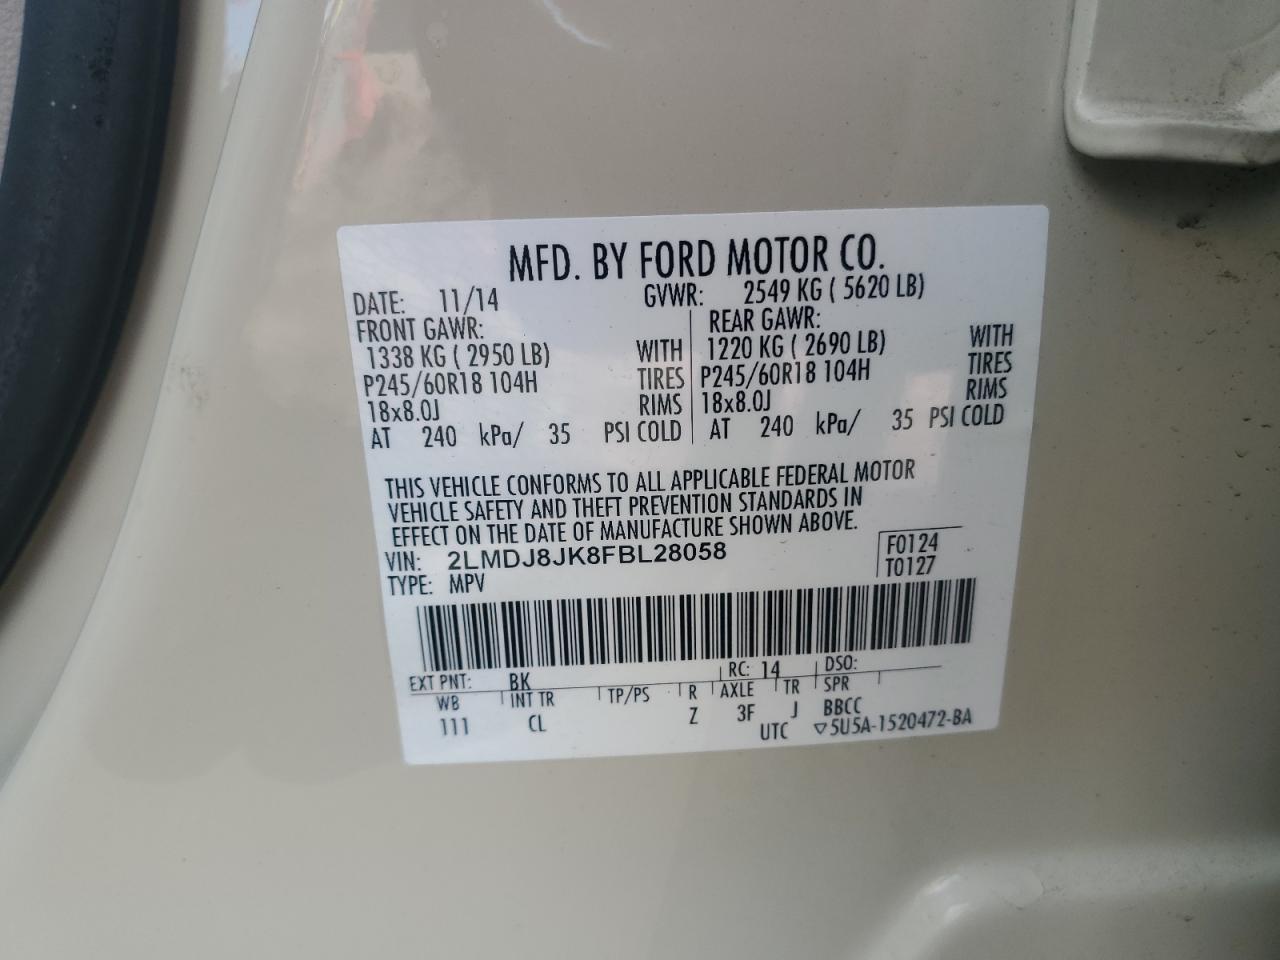 MFD. BY FORD MOTOR CO.
DATE: 11/14 GVWR: 2549 KG ( 5620 LB)
FRONT GAWR: REAR GAWR:
1338 KG ( 2950 LB) WITH 1220 KG ( 2690 LB) WITH
P245/60R18 104H TIRES P245/60R18 104H TIRES
18x8.0J RIMS 18x8.0J RIMS
AT 240 kPa/ 35 PSI COLD AT 240 kPa/ 35 PSI COLD
THIS VEHICLE CONFORMS TO ALL APPLICABLE FEDERAL MOTOR
VEHICLE SAFETY AND THEFT PREVENTION STANDARDS IN
EFFECT ON THE DATE OF MANUFACTURE SHOWN ABOVE.
VIN: 2LMDJ8JK8FBL28058 F0124
TYPE: MPV T0127
EXT PNT: BK RC: 14 DSO:
WB INT TR TP/PS R AXLE TR SPR
111 CL Z 3F J BBCC
UTC ▽5U5A-1520472-BA